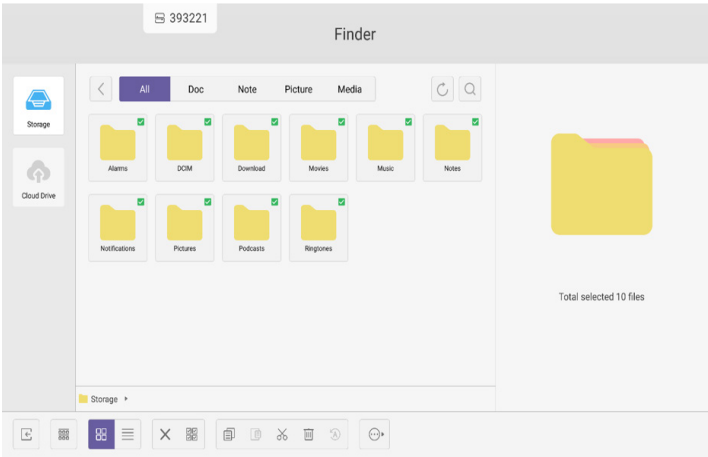 393221
Finder
All Doc Note Picture Media
Storage
Cloud Drive
Alarms DCIM Download Movies Music Notes
Notifications Pictures Podcasts Ringtones
Total selected 10 files
Storage